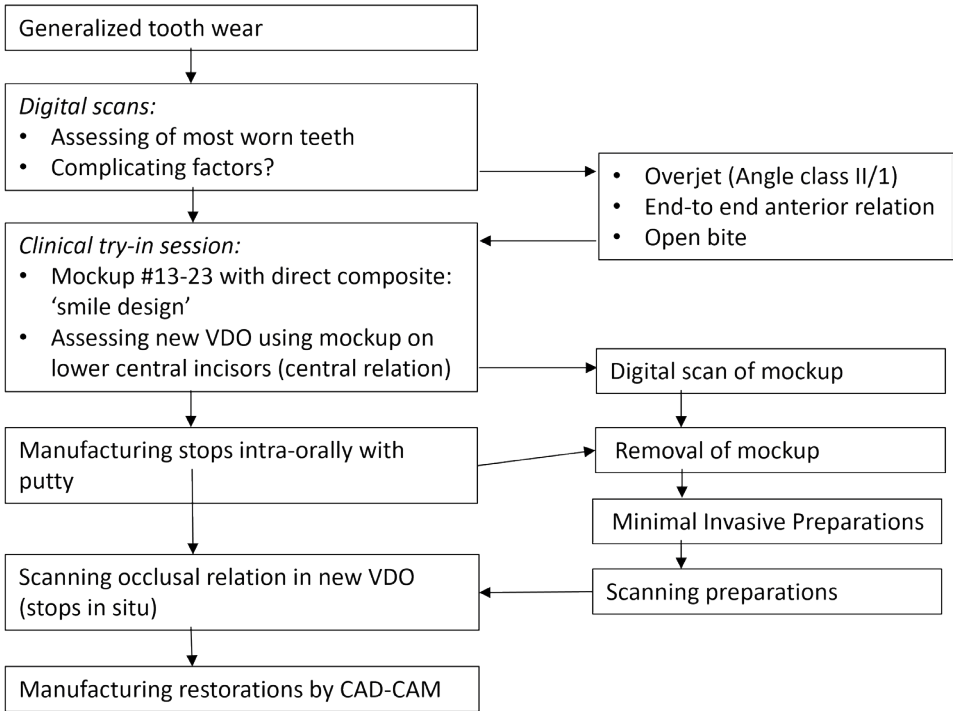 Generalized tooth wear
Digital scans:
• Assessing of most worn teeth
• Complicating factors?
• Overjet (Angle class II/1)
• End-to end anterior relation
• Open bite
Clinical try-in session:
• Mockup #13-23 with direct composite:
‘smile design’
• Assessing new VDO using mockup on
lower central incisors (central relation)
Digital scan of mockup
Manufacturing stops intra-orally with
putty
Removal of mockup
Minimal Invasive Preparations
Scanning preparations
Scanning occlusal relation in new VDO
(stops in situ)
Manufacturing restorations by CAD-CAM